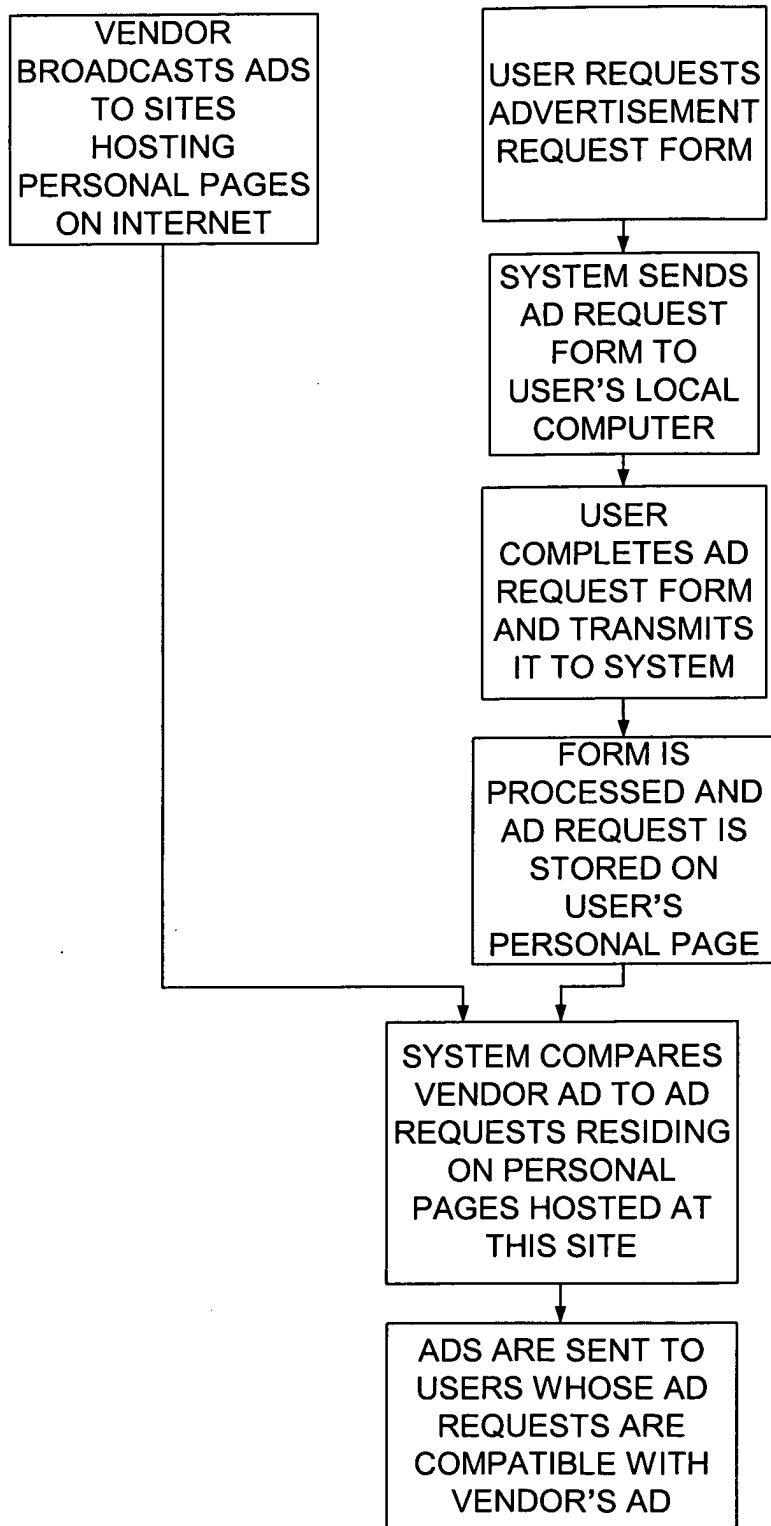 VENDOR
BROADCASTS ADS
TO SITES
HOSTING
PERSONAL PAGES
ON INTERNET
USER REQUESTS
ADVERTISEMENT
REQUEST FORM
SYSTEM SENDS
AD REQUEST
FORM TO
USER'S LOCAL
COMPUTER
USER
COMPLETES AD
REQUEST FORM
AND TRANSMITS
IT TO SYSTEM
FORM IS
PROCESSED AND
AD REQUEST IS
STORED ON
USER'S
PERSONAL PAGE
SYSTEM COMPARES
VENDOR AD TO AD
REQUESTS RESIDING
ON PERSONAL
PAGES HOSTED AT
THIS SITE
ADS ARE SENT TO
USERS WHOSE AD
REQUESTS ARE
COMPATIBLE WITH
VENDOR'S AD